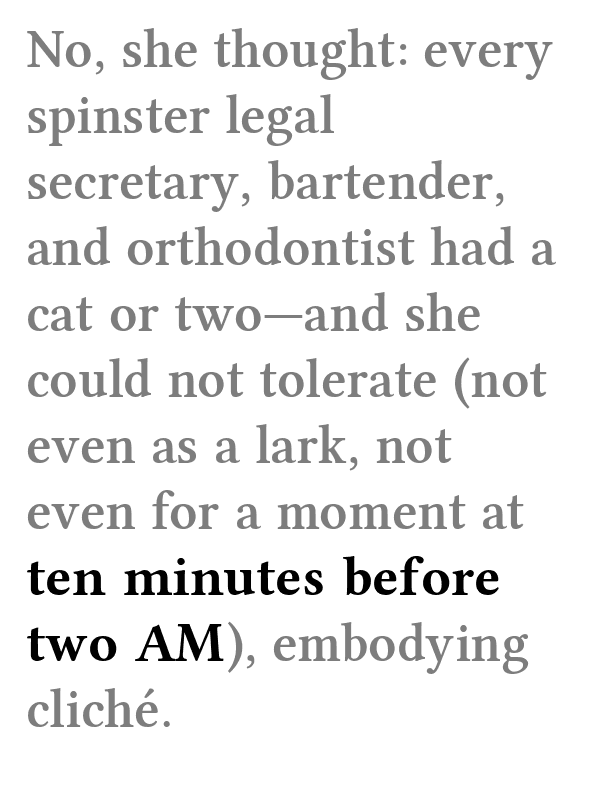 No, she thought: every
spinster legal
secretary, bartender,
and orthodontist had a
cat or two—and she
could not tolerate (not
even as a lark, not
even for a moment at
ten minutes before
two AM), embodying
cliché.